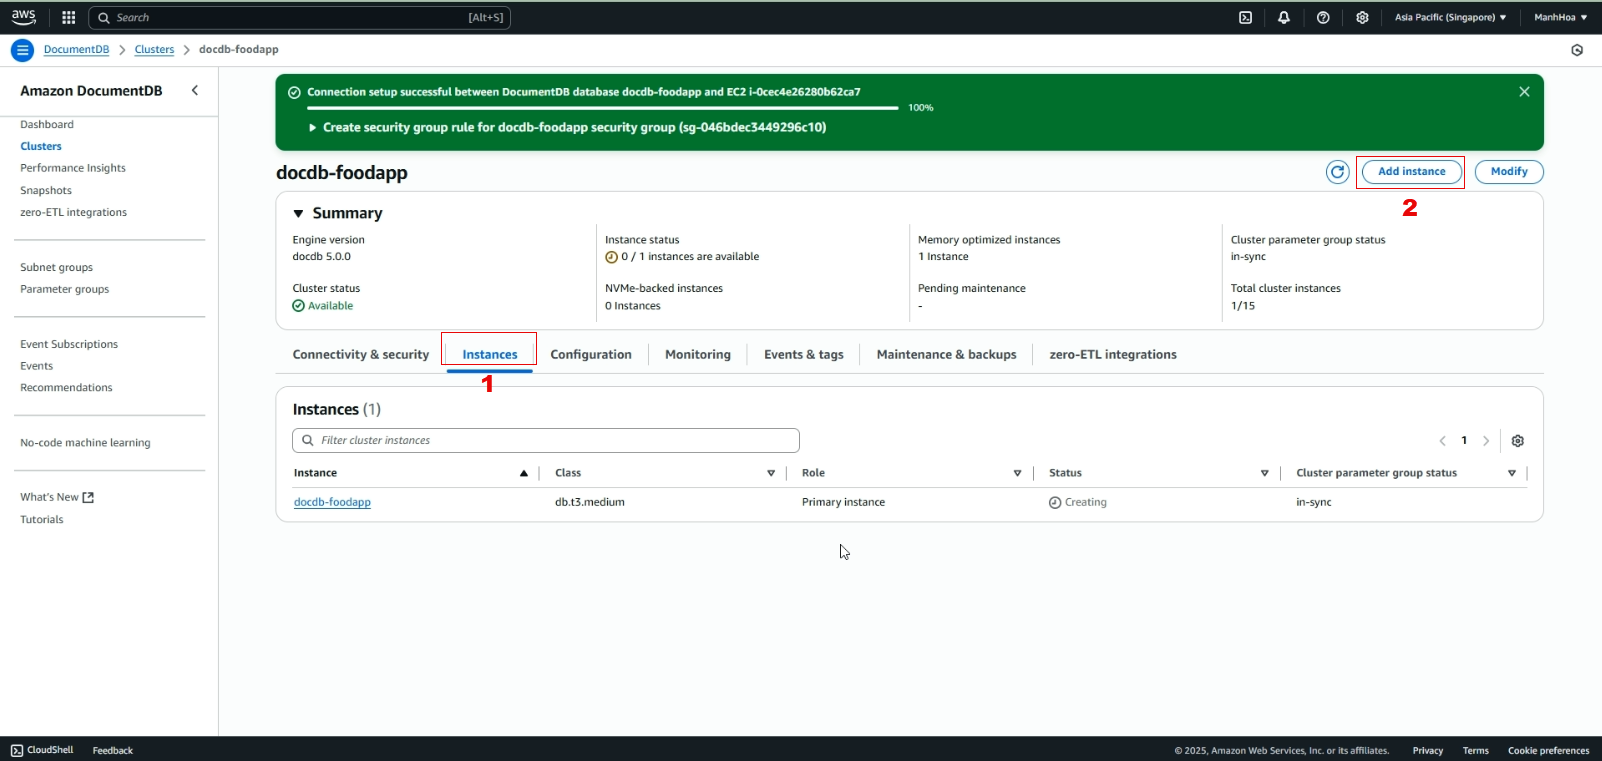 aws
Search [Alt+S]
Asia Pacific (Singapore) ▼ ManhHoa ▼
DocumentDB > Clusters > docdb-foodapp
Amazon DocumentDB
Dashboard
Clusters
Performance Insights
Snapshots
zero-ETL integrations
Subnet groups
Parameter groups
Event Subscriptions
Events
Recommendations
No-code machine learning
What's New
Tutorials
Connection setup successful between DocumentDB database docdb-foodapp and EC2 i-0cec4e26280b62ca7
100%
Create security group rule for docdb-foodapp security group (sg-046bdec3449296c10)
docdb-foodapp
Add instance
Modify
2
Summary
Engine version
docdb 5.0.0
Cluster status
Available
Instance status
0 / 1 instances are available
NVMe-backed instances
0 Instances
Memory optimized instances
1 Instance
Pending maintenance
-
Cluster parameter group status
in-sync
Total cluster instances
1/15
Connectivity & security Instances Configuration Monitoring Events & tags Maintenance & backups zero-ETL integrations
1
Instances (1)
Filter cluster instances
1
Instance Class Role Status Cluster parameter group status
docdb-foodapp db.t3.medium Primary instance Creating in-sync
CloudShell Feedback © 2025, Amazon Web Services, Inc. or its affiliates. Privacy Terms Cookie preferences